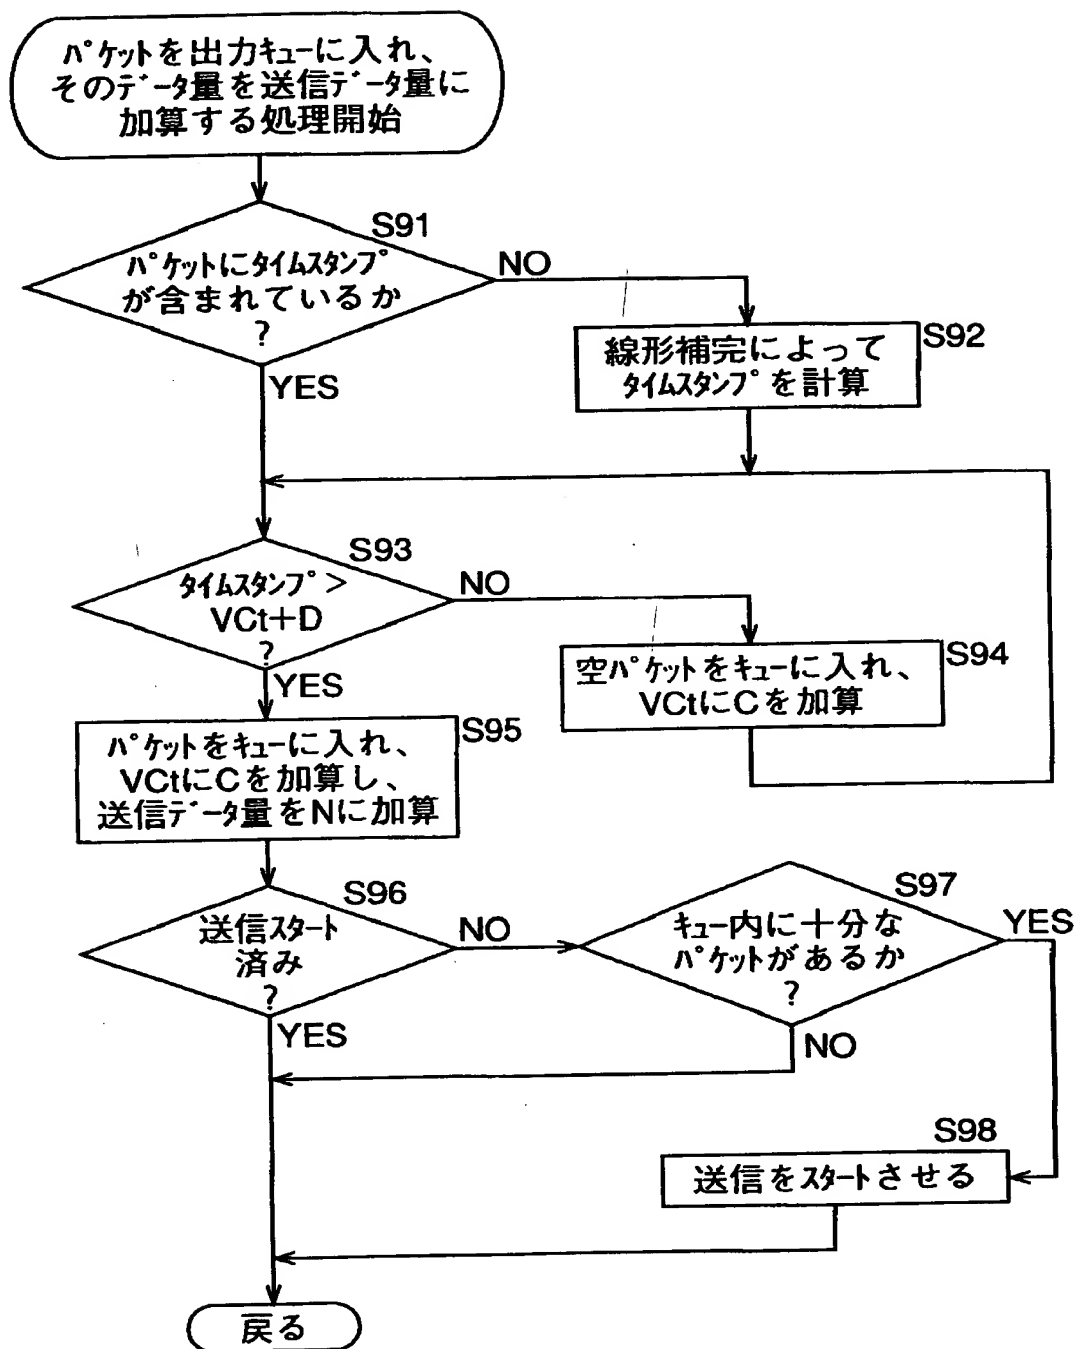 パケットを出力キューに入れ、
そのデータ量を送信データ量に
加算する処理開始
S91
パケットにタイムスタンプ
が含まれているか
?
NO
YES
S92
線形補完によって
タイムスタンプを計算
S93
タイムスタンプ>
VCt+D
?
NO
YES
S94
空パケットをキューに入れ、
VCtにCを加算
S95
パケットをキューに入れ、
VCtにCを加算し、
送信データ量をNに加算
S96
送信スタート
済み
?
NO
YES
S97
キュー内に十分な
パケットがあるか
?
YES
NO
S98
送信をスタートさせる
戻る